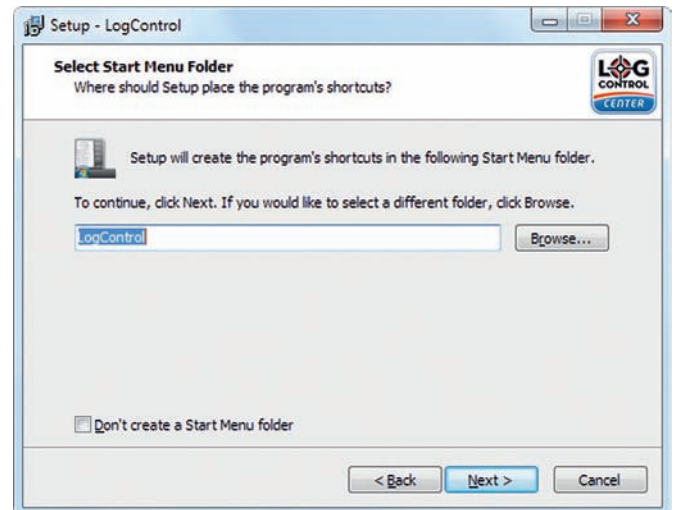 Setup - LogControl
Select Start Menu Folder
Where should Setup place the program's shortcuts?
LOG
CONTROL
CENTER
Setup will create the program's shortcuts in the following Start Menu folder.
To continue, click Next. If you would like to select a different folder, click Browse.
LogControl
Browse...
Don't create a Start Menu folder
< Back
Next >
Cancel